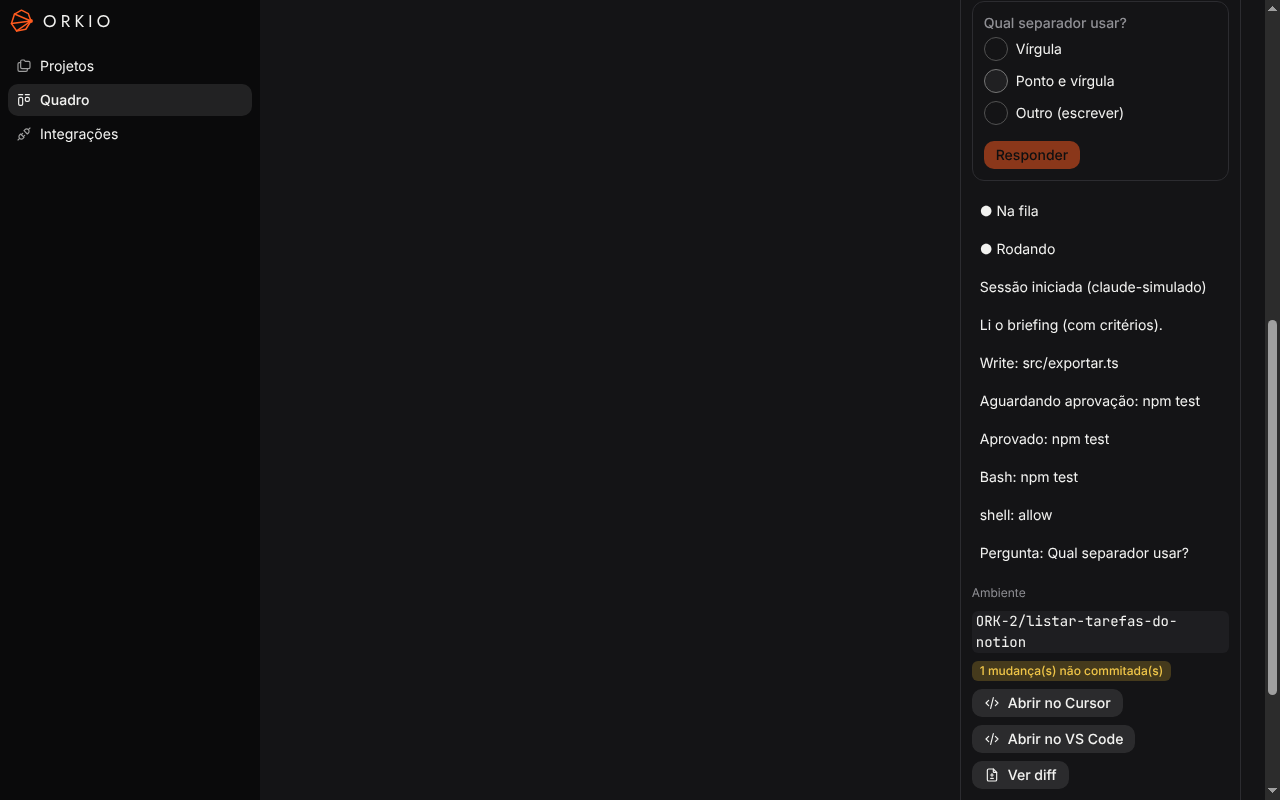 ORKIO
Projetos
Quadro
Integrações
Qual separador usar?
Vírgula
Ponto e vírgula
Outro (escrever)
Responder
Na fila
Rodando
Sessão iniciada (claude-simulado)
Li o briefing (com critérios).
Write: src/exportar.ts
Aguardando aprovação: npm test
Aprovado: npm test
Bash: npm test
shell: allow
Pergunta: Qual separador usar?
Ambiente
ORK-2/listar-tarefas-do-
notion
1 mudança(s) não commitada(s)
Abrir no Cursor
Abrir no VS Code
Ver diff